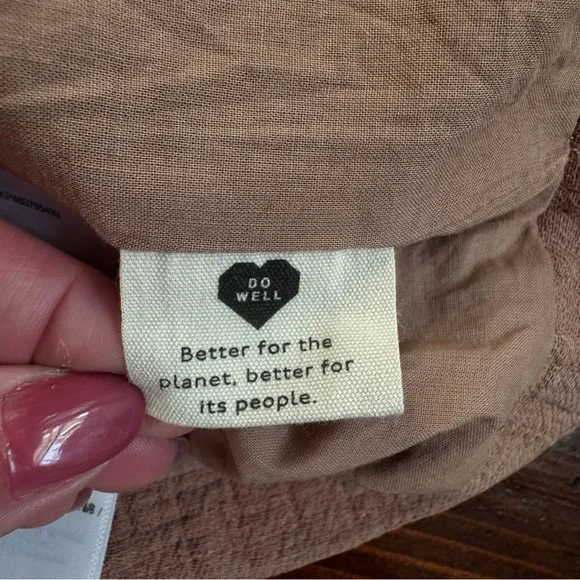 DO
WELL
Better for the
planet, better for
its people.